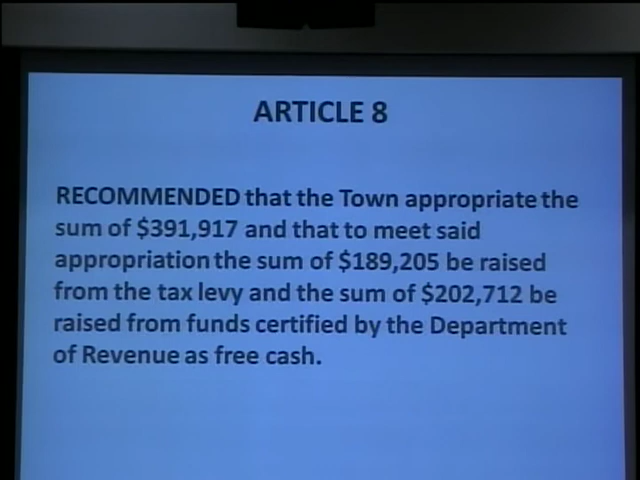 ARTICLE 8
RECOMMENDED that the Town appropriate the
sum of $391,917 and that to meet said
appropriation the sum of $189,205 be raised
from the tax levy and the sum of $202,712 be
raised from funds certified by the Department
of Revenue as free cash.